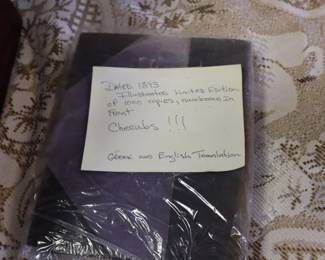 Dated 1893
Illustrated Limited Edition
of 1000 copies, numbered in
Front
Cherubs !!!
Greek and English Translation